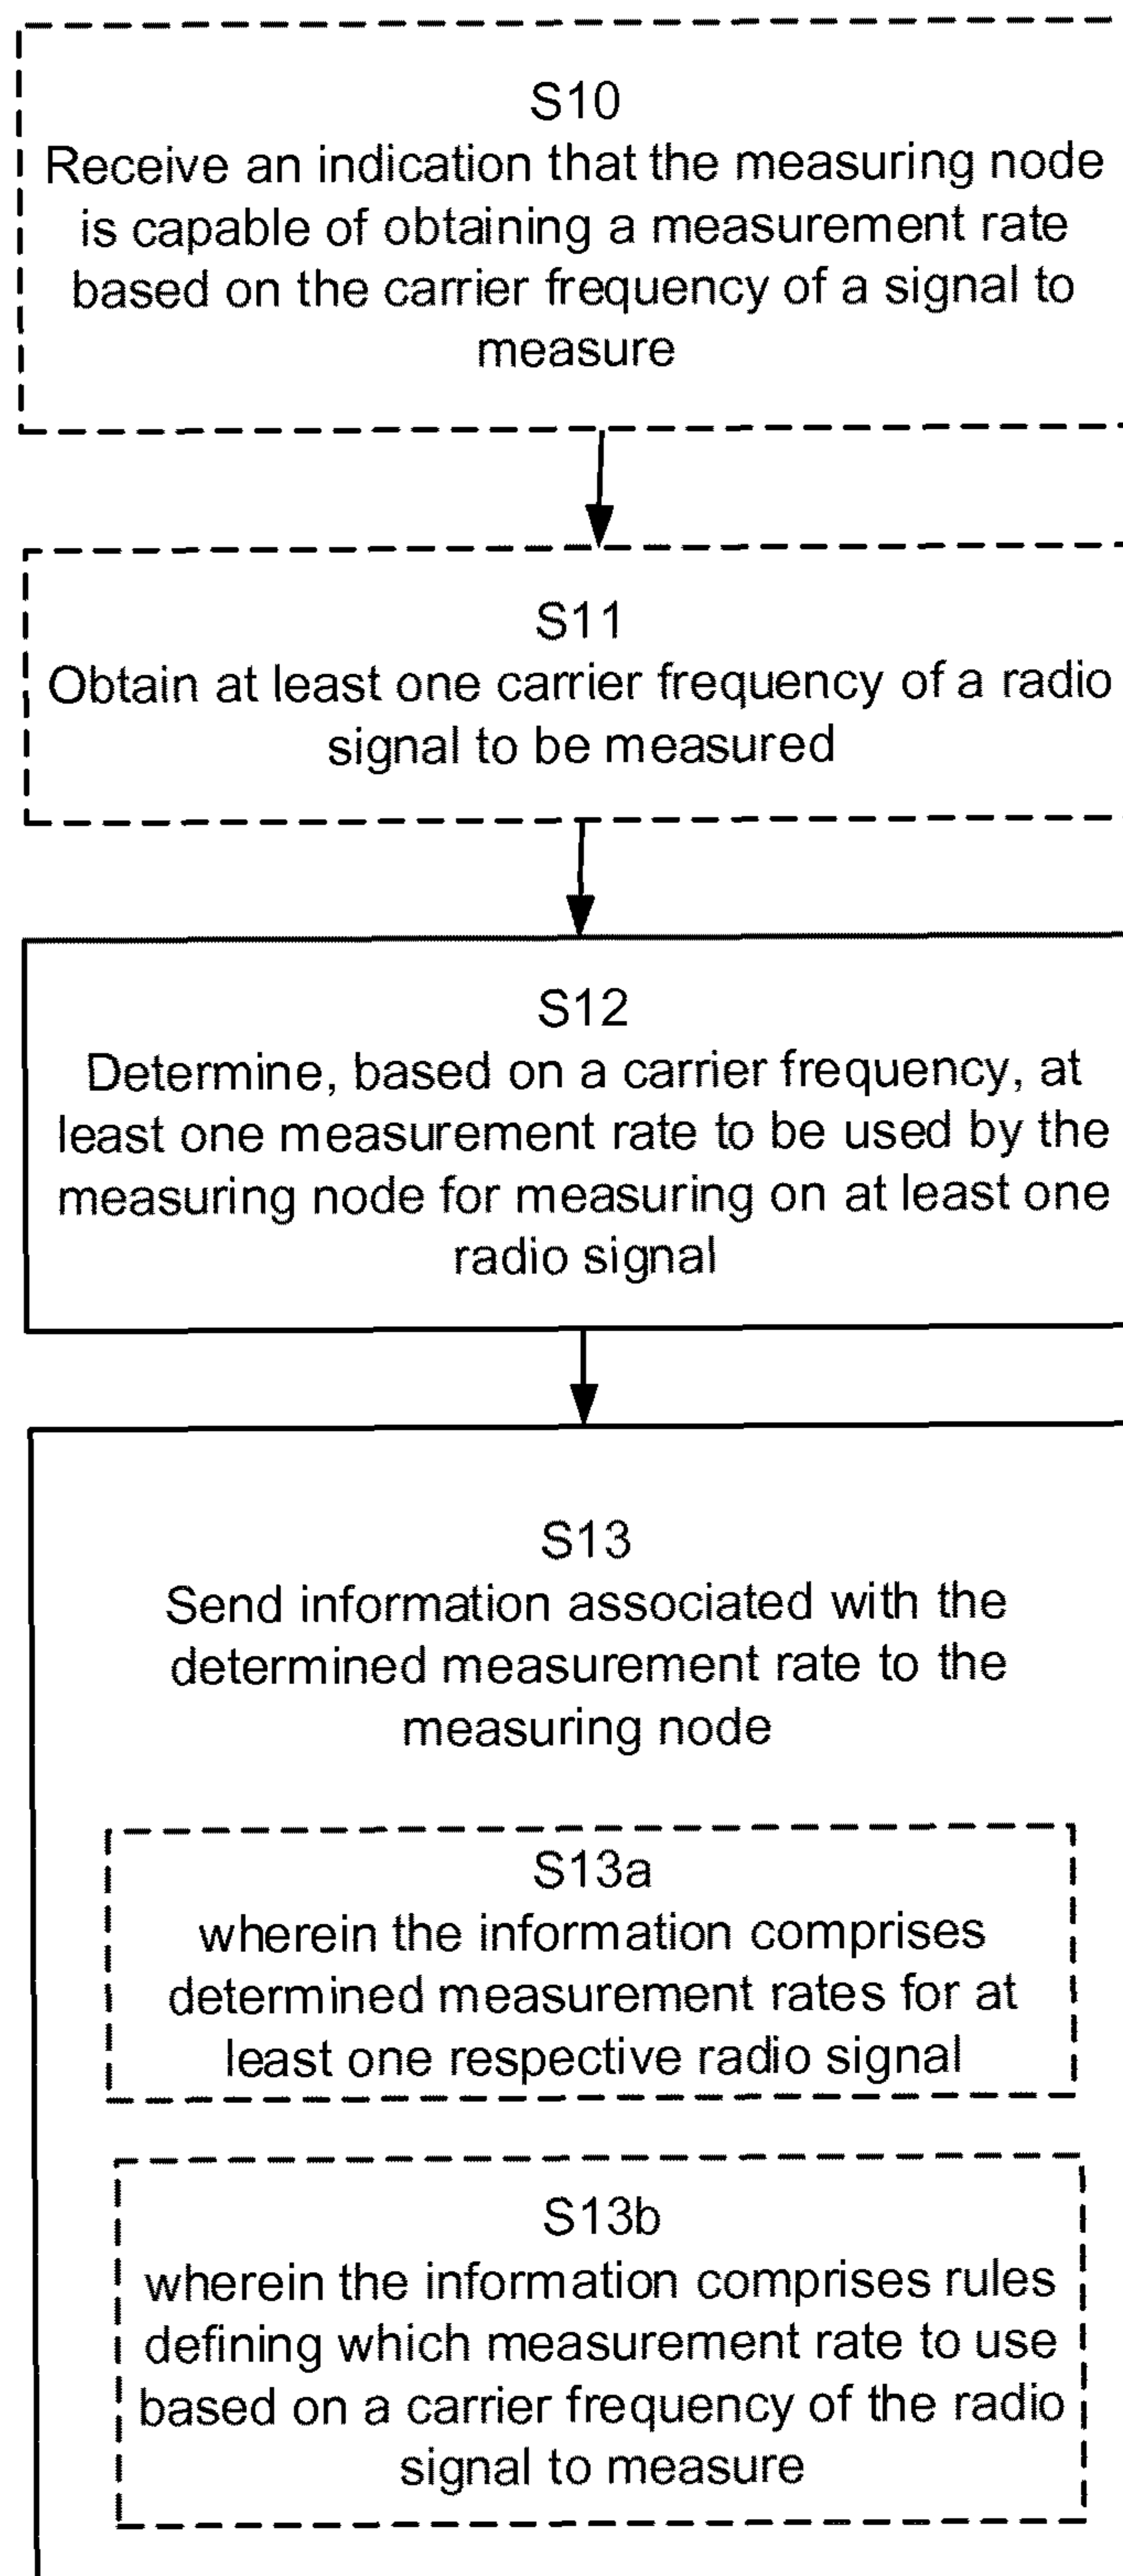 S10
Receive an indication that the measuring node
is capable of obtaining a measurement rate
based on the carrier frequency of a signal to
measure
S11
Obtain at least one carrier frequency of a radio
signal to be measured
S12
Determine, based on a carrier frequency, at
least one measurement rate to be used by the
measuring node for measuring on at least one
radio signal
S13
Send information associated with the
determined measurement rate to the
measuring node
S13a
wherein the information comprises
determined measurement rates for at
least one respective radio signal
S13b
wherein the information comprises rules
defining which measurement rate to use
based on a carrier frequency of the radio
signal to measure